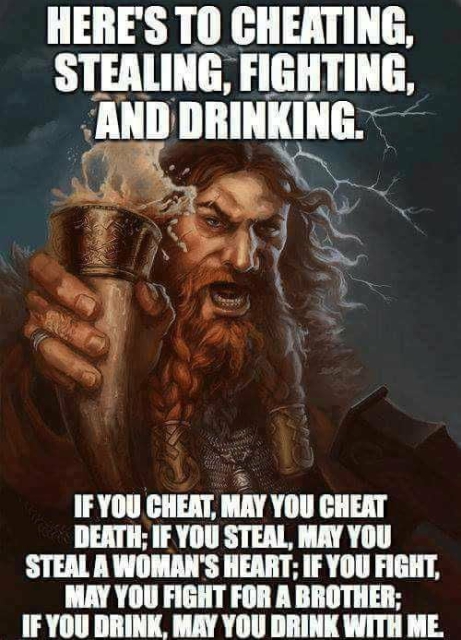 HERE'S TO CHEATING,
STEALING, FIGHTING,
AND DRINKING.
IF YOU CHEAT, MAY YOU CHEAT
DEATH; IF YOU STEAL, MAY YOU
STEAL A WOMAN'S HEART; IF YOU FIGHT,
MAY YOU FIGHT FOR A BROTHER;
IF YOU DRINK, MAY YOU DRINK WITH ME.